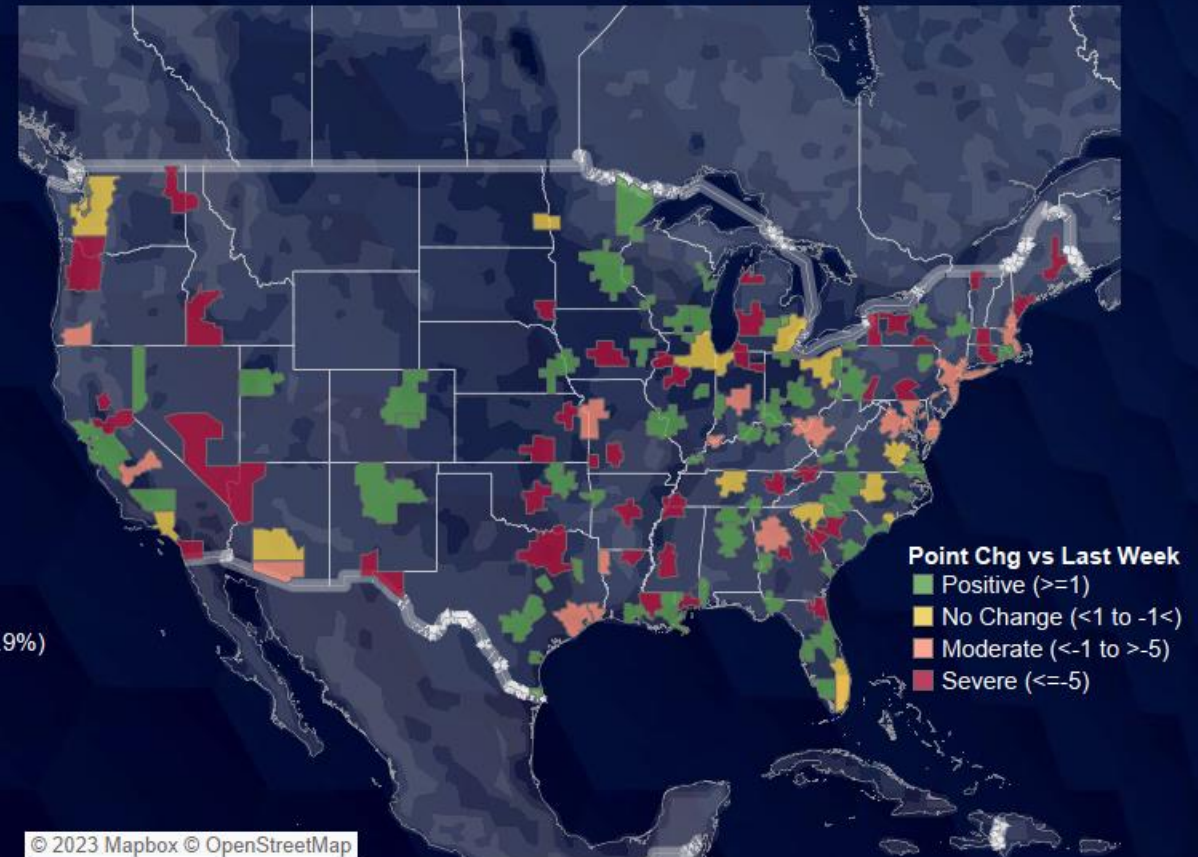 Point Chg vs Last Week
Positive (>=1)
No Change (<1 to -1<)
Moderate (<-1 to >-5)
Severe (<=-5)
.9%)
© 2023 Mapbox © OpenStreetMap